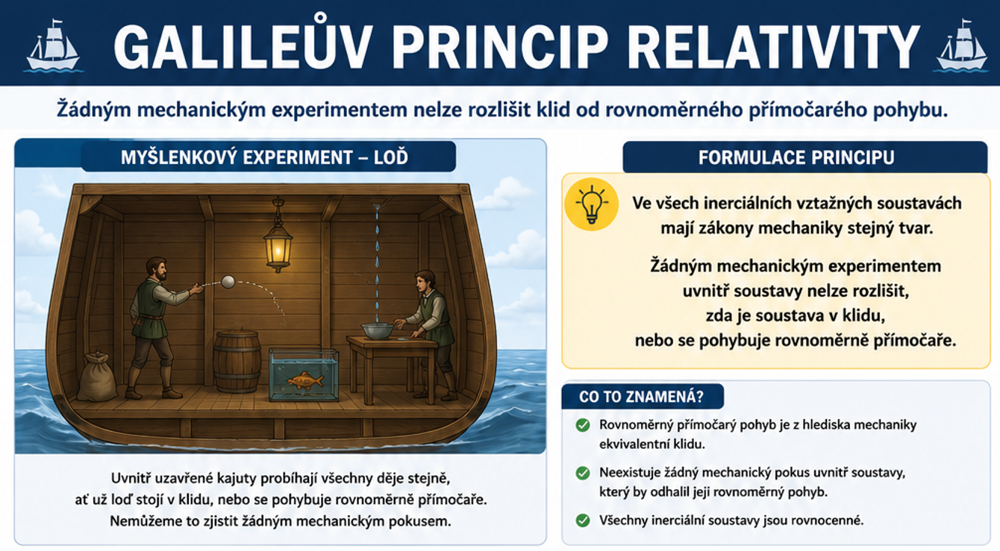 GALILEŮV PRINCIP RELATIVITY
Žádným mechanickým experimentem nelze rozlišit klid od rovnoměrného přímočarého pohybu.
MYŠLENKOVÝ EXPERIMENT – LOĎ
Uvnitř uzavřené kajuty probíhají všechny děje stejně,
ať už loď stojí v klidu, nebo se pohybuje rovnoměrně přímočaře.
Nemůžeme to zjistit žádným mechanickým pokusem.
FORMULACE PRINCIPU
Ve všech inerciálních vztažných soustavách
mají zákony mechaniky stejný tvar.
Žádným mechanickým experimentem
uvnitř soustavy nelze rozlišit,
zda je soustava v klidu,
nebo se pohybuje rovnoměrně přímočaře.
CO TO ZNAMENÁ?
Rovnoměrný přímočarý pohyb je z hlediska mechaniky
ekvivalentní klidu.
Neexistuje žádný mechanický pokus uvnitř soustavy,
který by odhalil její rovnoměrný pohyb.
Všechny inerciální soustavy jsou rovnocenné.